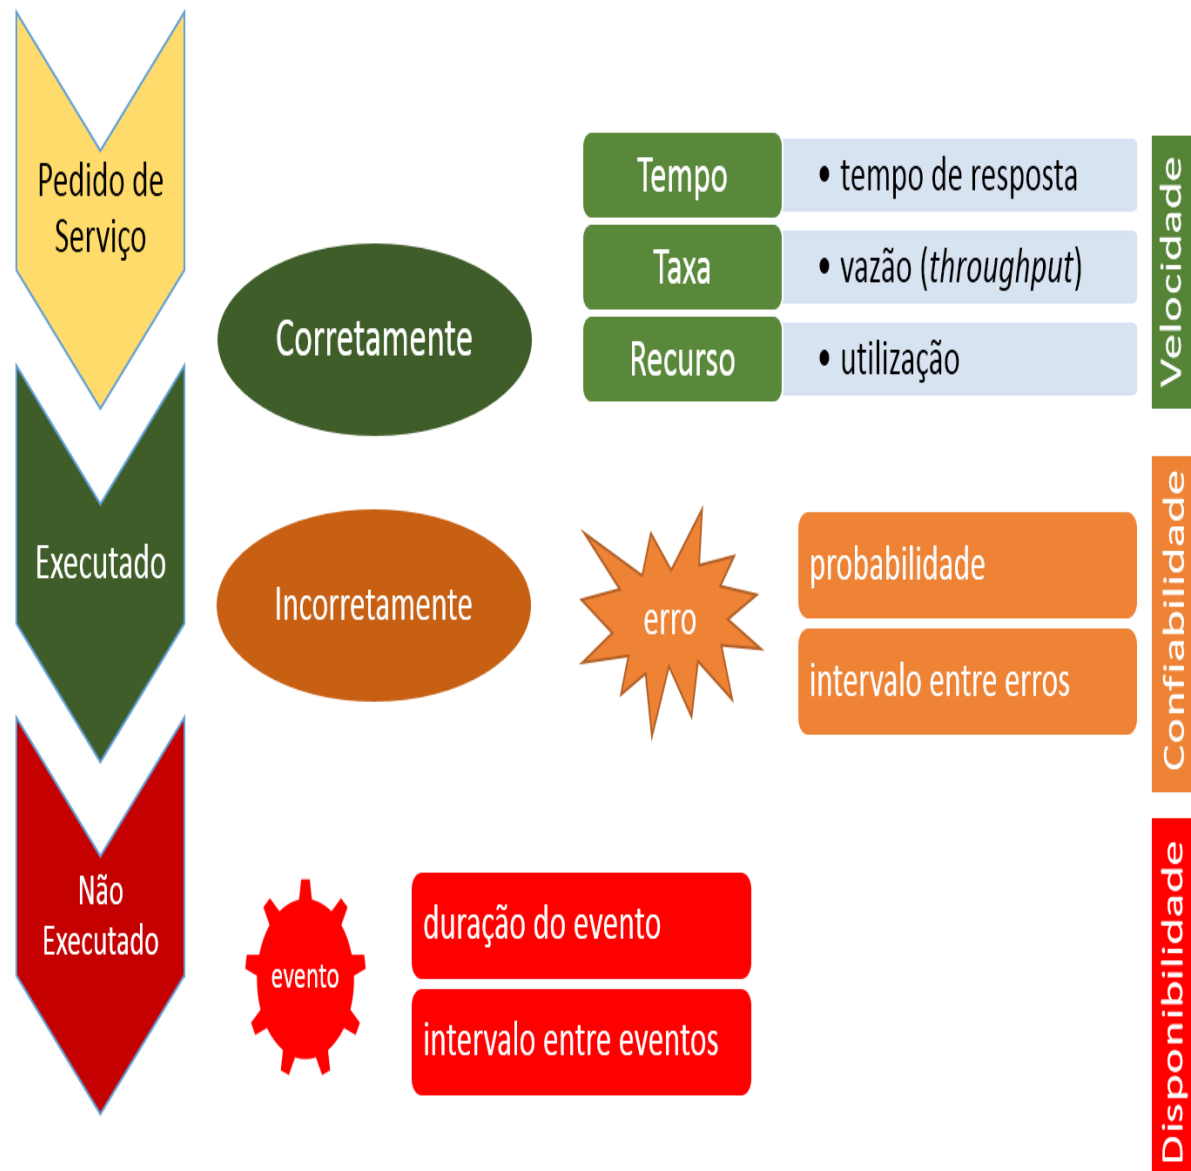 Pedido de
Serviço
Corretamente
Tempo
• tempo de resposta
Taxa
• vazão (throughput)
Recurso
• utilização
Velocidade
Executado
Incorretamente
erro
probabilidade
intervalo entre erros
Confiabilidade
Não
Executado
evento
duração do evento
intervalo entre eventos
Disponibilidade